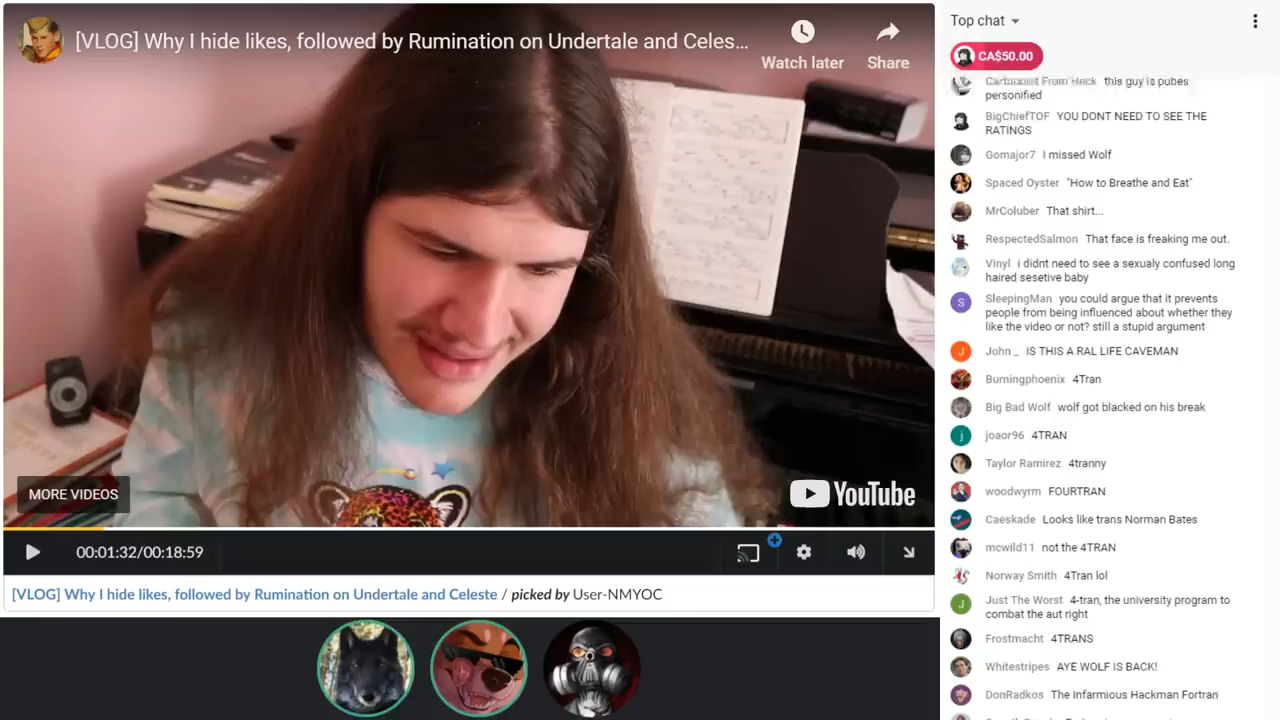 [VLOG] Why I hide likes, followed by Rumination on Undertale and Celes...
Watch later
Share
MORE VIDEOS
YouTube
00:01:32/00:18:59
[VLOG] Why I hide likes, followed by Rumination on Undertale and Celeste / picked by User-NMYOC
Top chat
CA$50.00
this guy is pubes
personified
BigChiefTOF YOU DONT NEED TO SEE THE
RATINGS
Gomajor7 I missed Wolf
Spaced Oyster "How to Breathe and Eat"
MrColuber That shirt...
RespectedSalmon That face is freaking me out.
Vinyl i didnt need to see a sexualy confused long
haired sesetive baby
S
SleepingMan you could argue that it prevents
people from being influenced about whether they
like the video or not? still a stupid argument
J
John _ IS THIS A RAL LIFE CAVEMAN
Burningphoenix 4Tran
Big Bad Wolf wolf got blacked on his break
j
joaor96 4TRAN
Taylor Ramirez 4tranny
woodwyrm FOURTRAN
Caeskade Looks like trans Norman Bates
mcwild11 not the 4TRAN
Norway Smith 4Tran lol
J
Just The Worst 4-tran, the university program to
combat the aut right
Frostmacht 4TRANS
Whitestripes AYE WOLF IS BACK!
DonRadkos The Infarmious Hackman Fortran